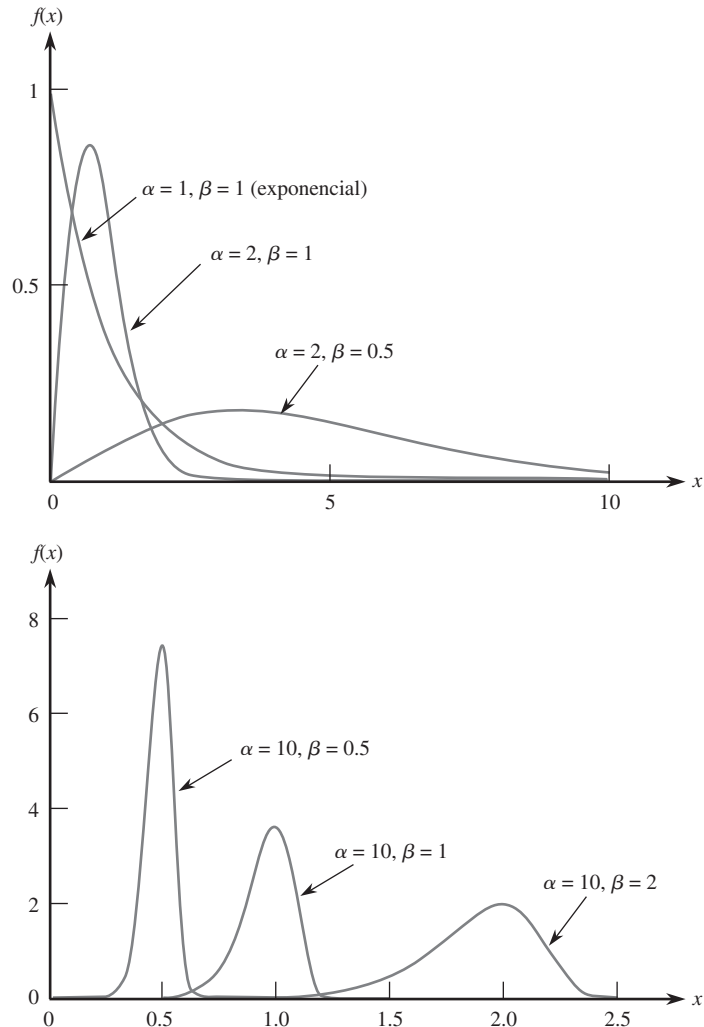 f(x)
1
α = 1, β = 1 (exponencial)
α = 2, β = 1
0.5
α = 2, β = 0.5
x
0
5
10
f(x)
8
6
α = 10, β = 0.5
4
α = 10, β = 1
α = 10, β = 2
2
0
x
0
0.5
1.0
1.5
2.0
2.5